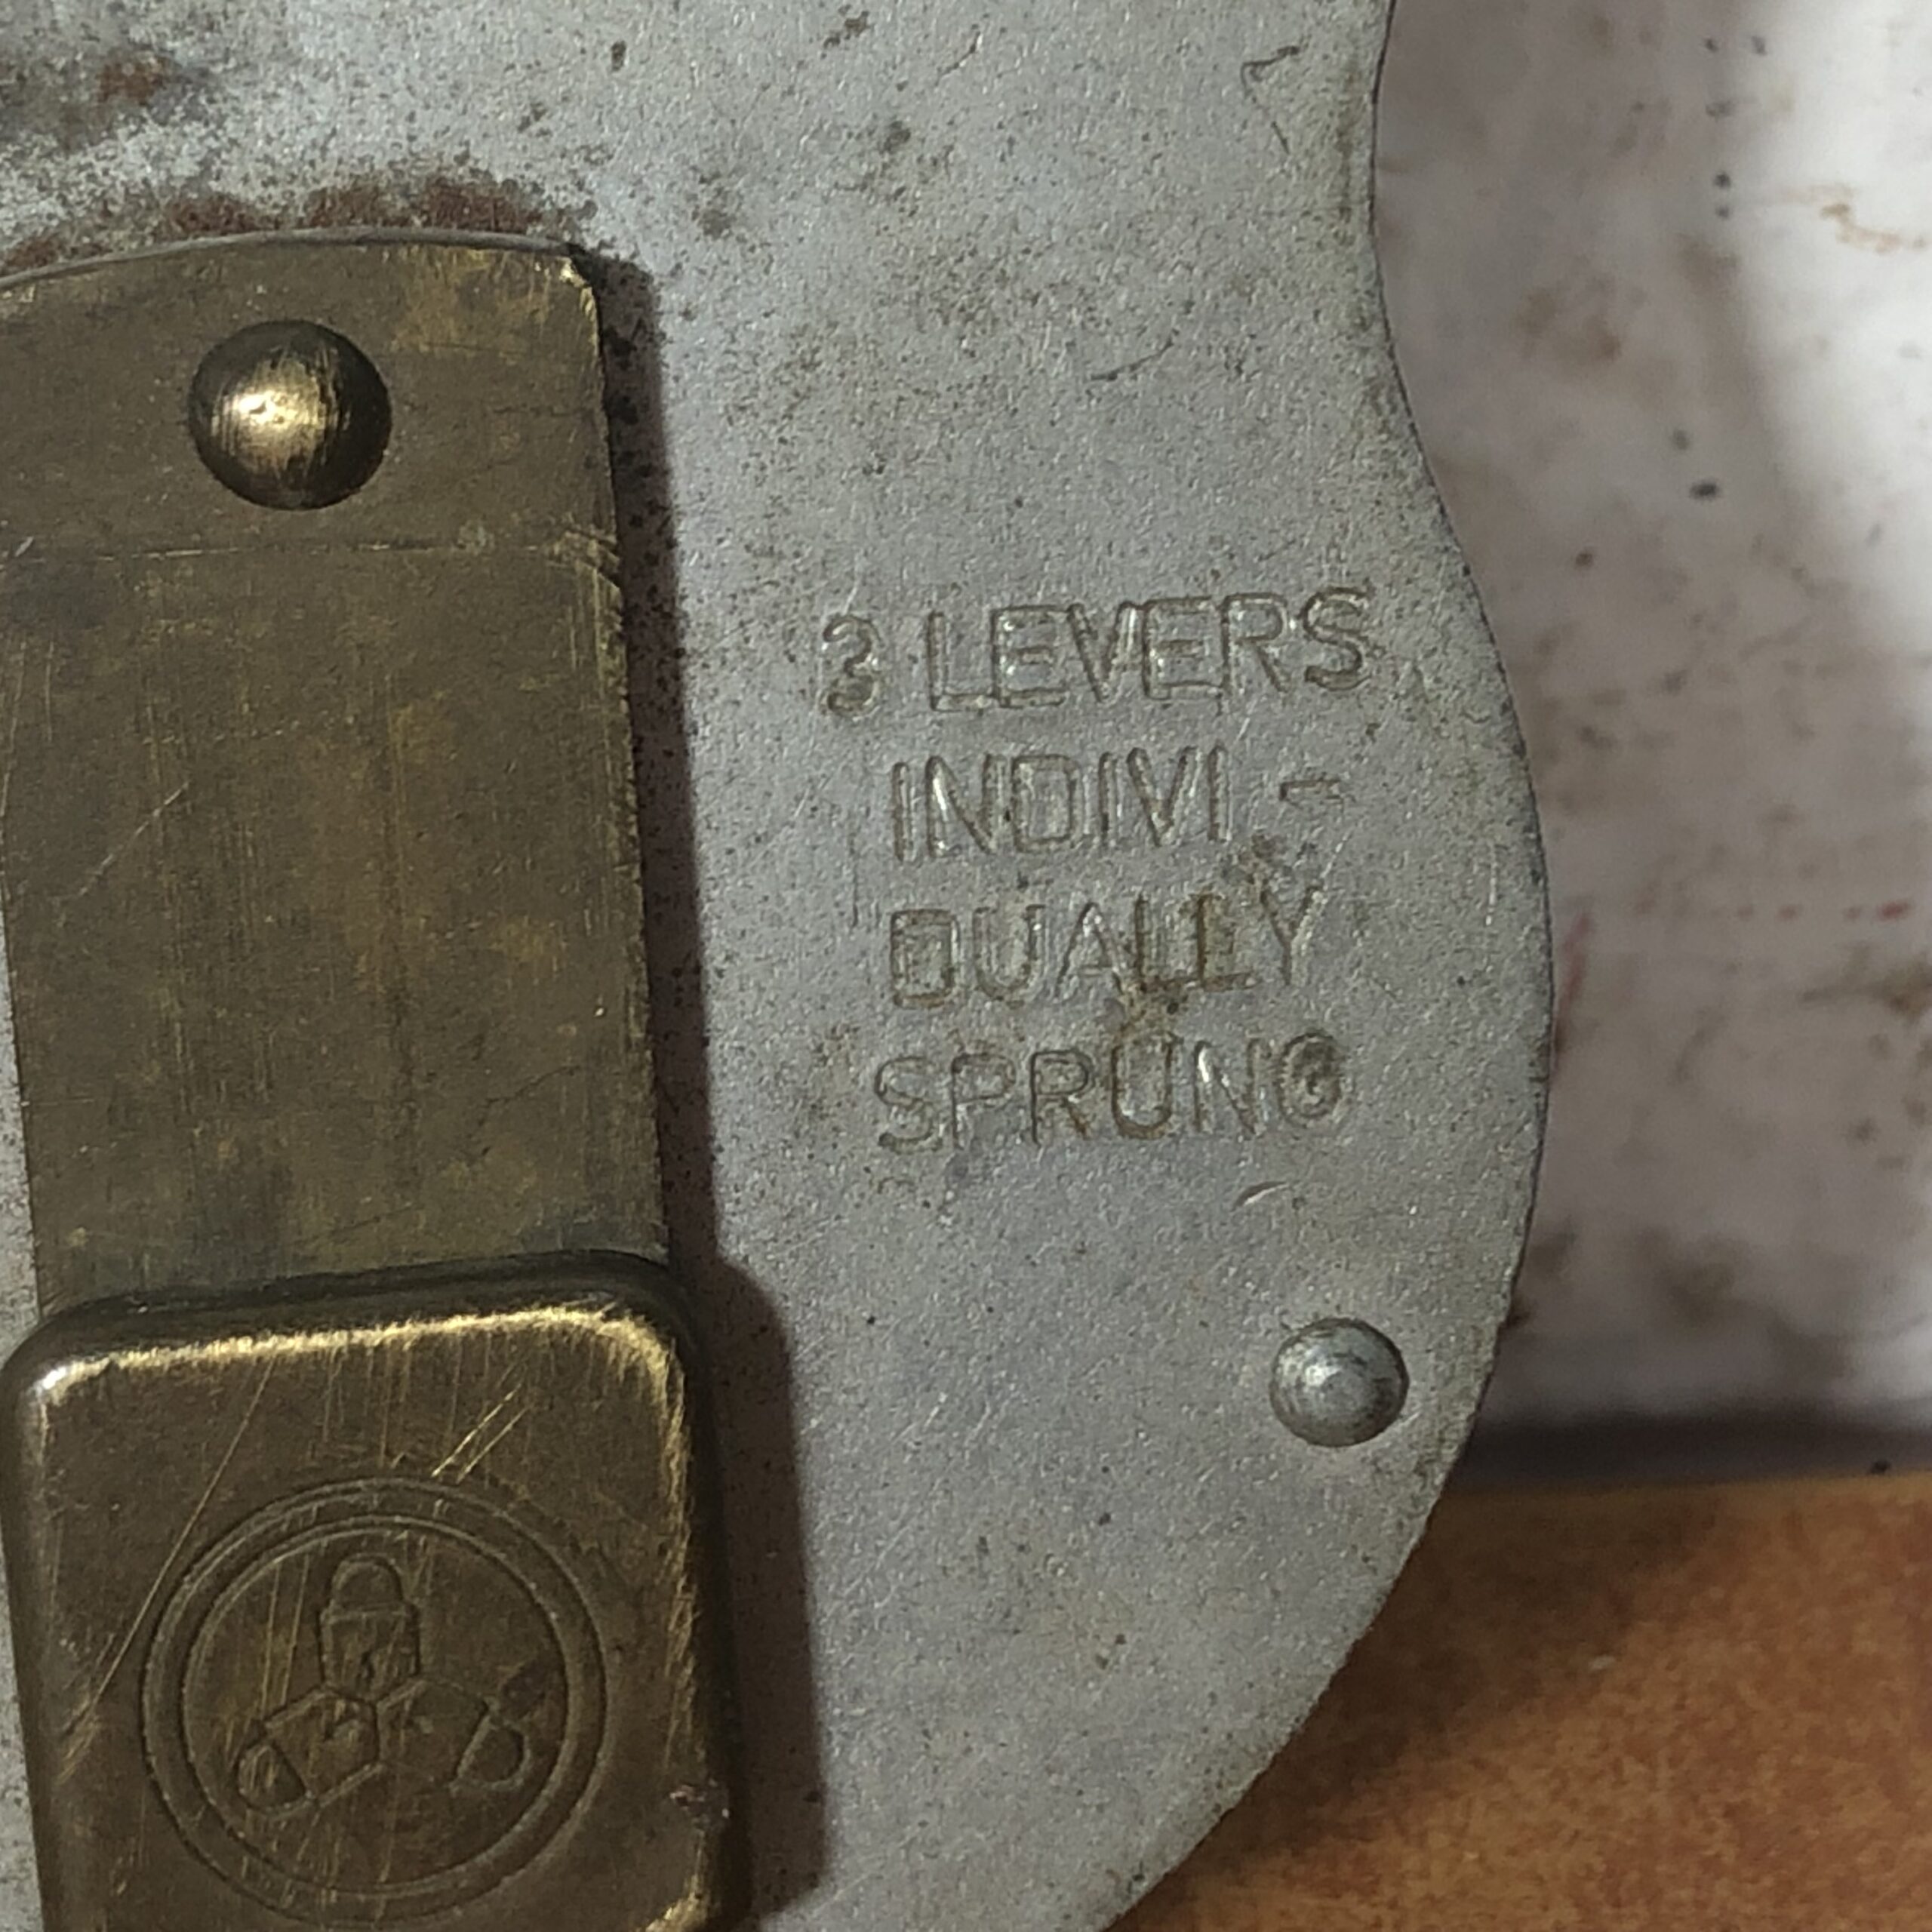 3 LEVERS
INDIVI -
DUALLY
SPRUNG